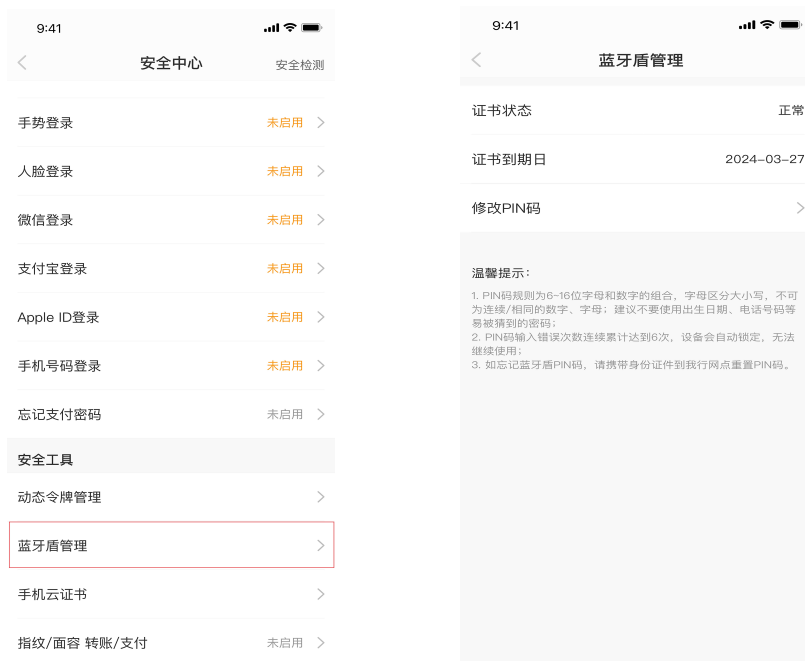 9:41
安全中心
安全检测
手势登录
未启用
人脸登录
未启用
微信登录
未启用
支付宝登录
未启用
Apple ID登录
未启用
手机号码登录
未启用
忘记支付密码
未启用
安全工具
动态令牌管理
蓝牙盾管理
手机云证书
指纹/面容 转账/支付
未启用
9:41
蓝牙盾管理
证书状态
正常
证书到期日
2024-03-27
修改PIN码
温馨提示：
1. PIN码规则为6-16位字母和数字的组合，字母区分大小写，不可
为连续/相同的数字、字母；建议不要使用出生日期、电话号码等
易被猜到的密码；
2. PIN码输入错误次数连续累计达到6次，设备会自动锁定，无法
继续使用；
3. 如忘记蓝牙盾PIN码，请携带身份证件到我行网点重置PIN码。